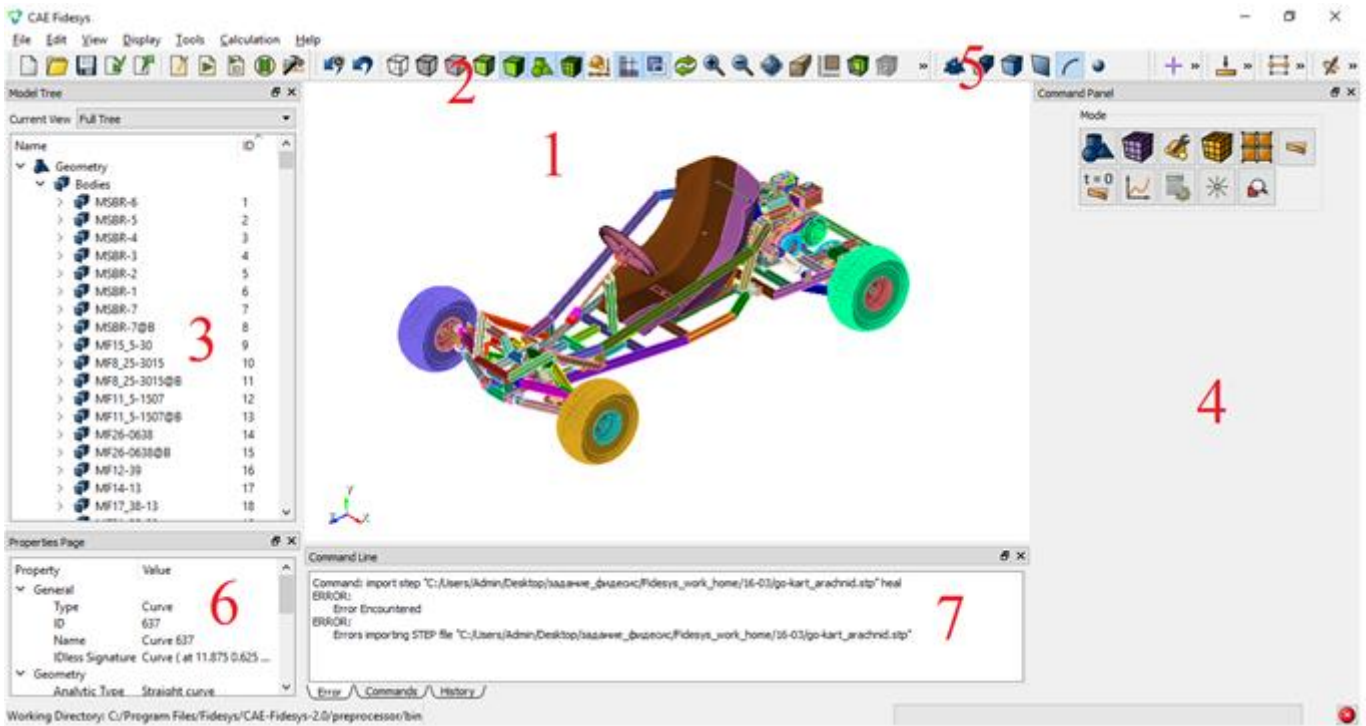 CAE Fidesys
File Edit View Display Tools Calculation Help
2
5
Model Tree
Command Panel
Current View Full Tree
Mode
Name ID
Geometry
Bodies
MSBR-6 1
MSBR-5 2
MSBR-4 3
MSBR-3 4
MSBR-2 5
MSBR-1 6
MSBR-7 7
MSBR-7@B 8
MF15_5-30 9
MF8_25-3015 10
MF8_25-3015@B 11
MF11_5-1507 12
MF11_5-1507@B 13
MF26-0638 14
MF26-0638@B 15
MF12-39 16
MF14-13 17
MF17_38-13 18
3
1
t = 0
4
Y
Z X
Properties Page
Property Value
General
Type Curve
ID 637
Name Curve 637
IDless Signature Curve ( at 11.875 0.625 ...
Geometry
Analytic Type Straight curve
6
Command Line
Command: import step "C:/Users/Admin/Desktop/задание_фидесис/Fidesys_work_home/16-03/go-kart_arachnid.stp" heal
ERROR:
Error Encountered
ERROR:
Errors importing STEP file "C:/Users/Admin/Desktop/задание_фидесис/Fidesys_work_home/16-03/go-kart_arachnid.stp"
7
Error Commands History
Working Directory: C:/Program Files/Fidesys/CAE-Fidesys-2.0/preprocessor/bin